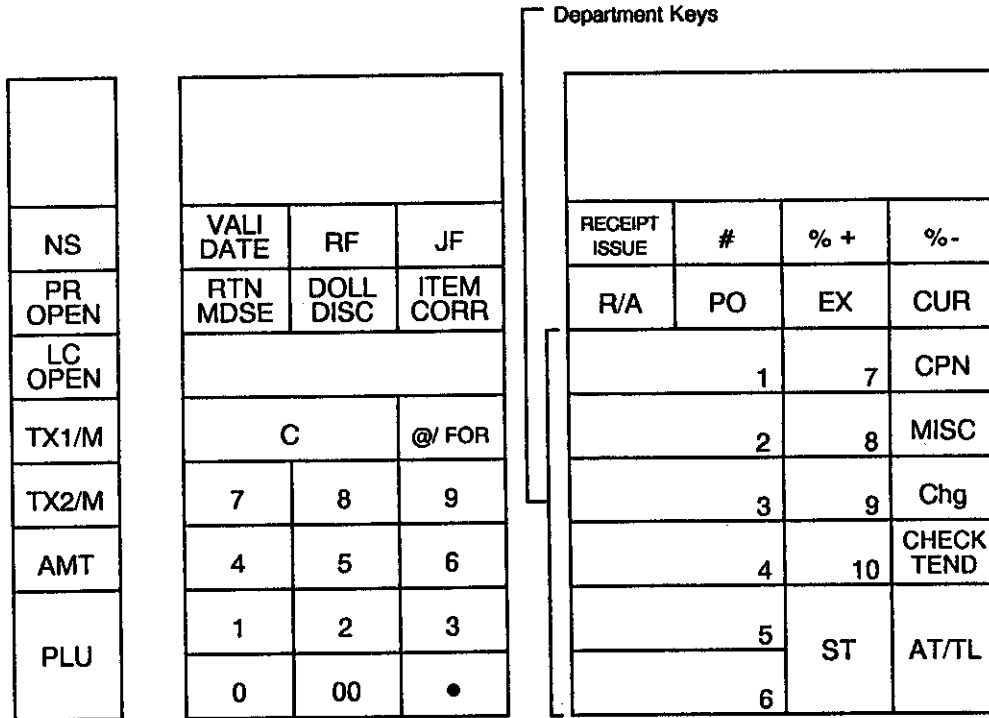 Department Keys
NS
PR
OPEN
LC
OPEN
TX1/M
TX2/M
AMT
PLU
VALI
DATE
RF
JF
RTN
MDSE
DOLL
DISC
ITEM
CORR
C
@/ FOR
7
8
9
4
5
6
1
2
3
0
00
•
RECEIPT
ISSUE
#
% +
%-
R/A
PO
EX
CUR
1
7
CPN
2
8
MISC
3
9
Chg
4
10
CHECK
TEND
5
ST
AT/TL
6